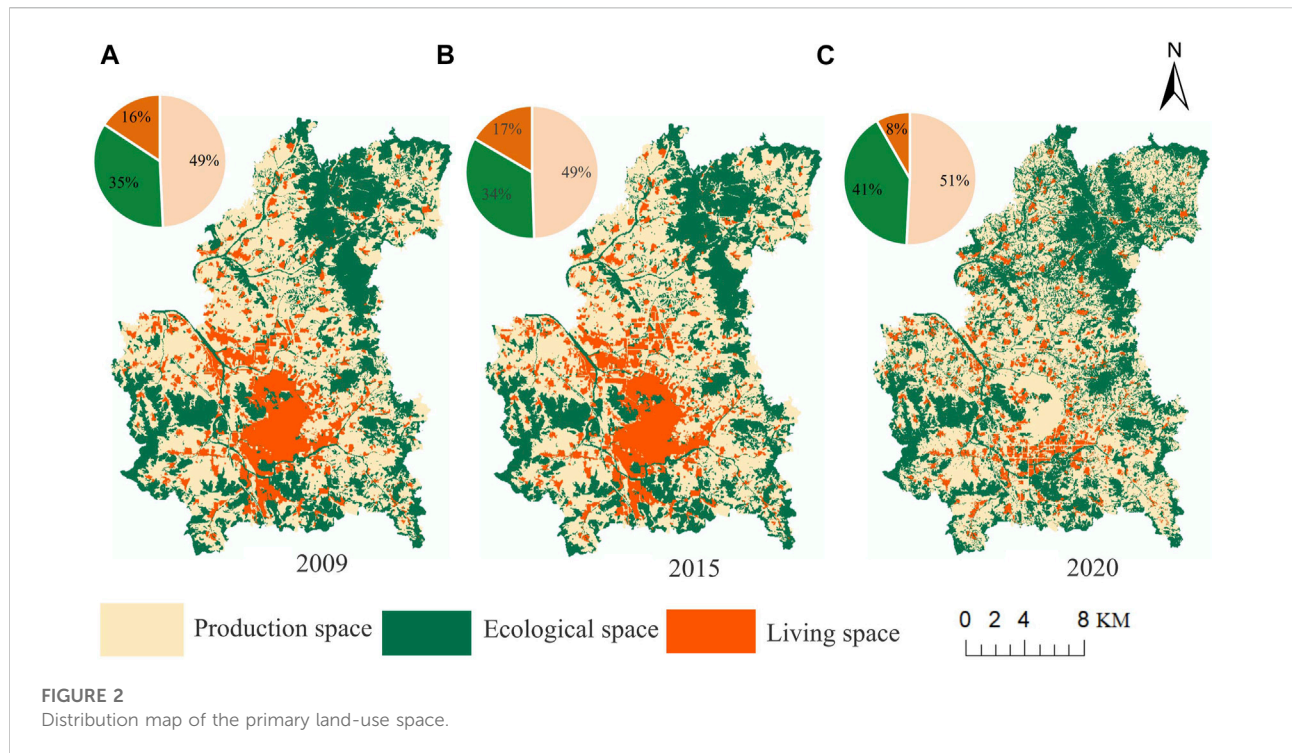 A
B
C
N
16%
49%
35%
17%
49%
34%
8%
51%
41%
2009
2015
2020
Production space
Ecological space
Living space
0 2 4 8 KM
FIGURE 2
Distribution map of the primary land-use space.